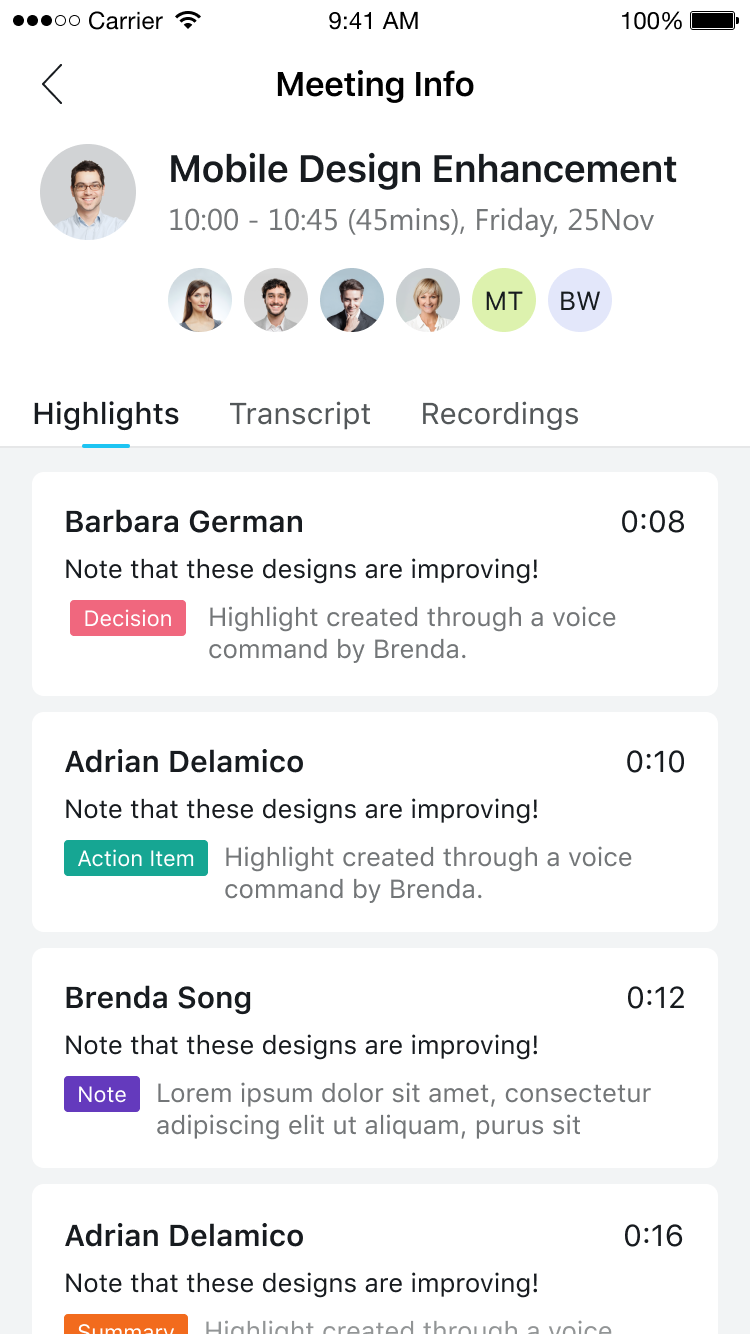 Carrier 9:41 AM 100%
Meeting Info
Mobile Design Enhancement
10:00 - 10:45 (45mins), Friday, 25Nov
MT BW
Highlights Transcript Recordings
Barbara German 0:08
Note that these designs are improving!
Decision Highlight created through a voice
command by Brenda.
Adrian Delamico 0:10
Note that these designs are improving!
Action Item Highlight created through a voice
command by Brenda.
Brenda Song 0:12
Note that these designs are improving!
Note Lorem ipsum dolor sit amet, consectetur
adipiscing elit ut aliquam, purus sit
Adrian Delamico 0:16
Note that these designs are improving!
Summary Highlight created through a voice